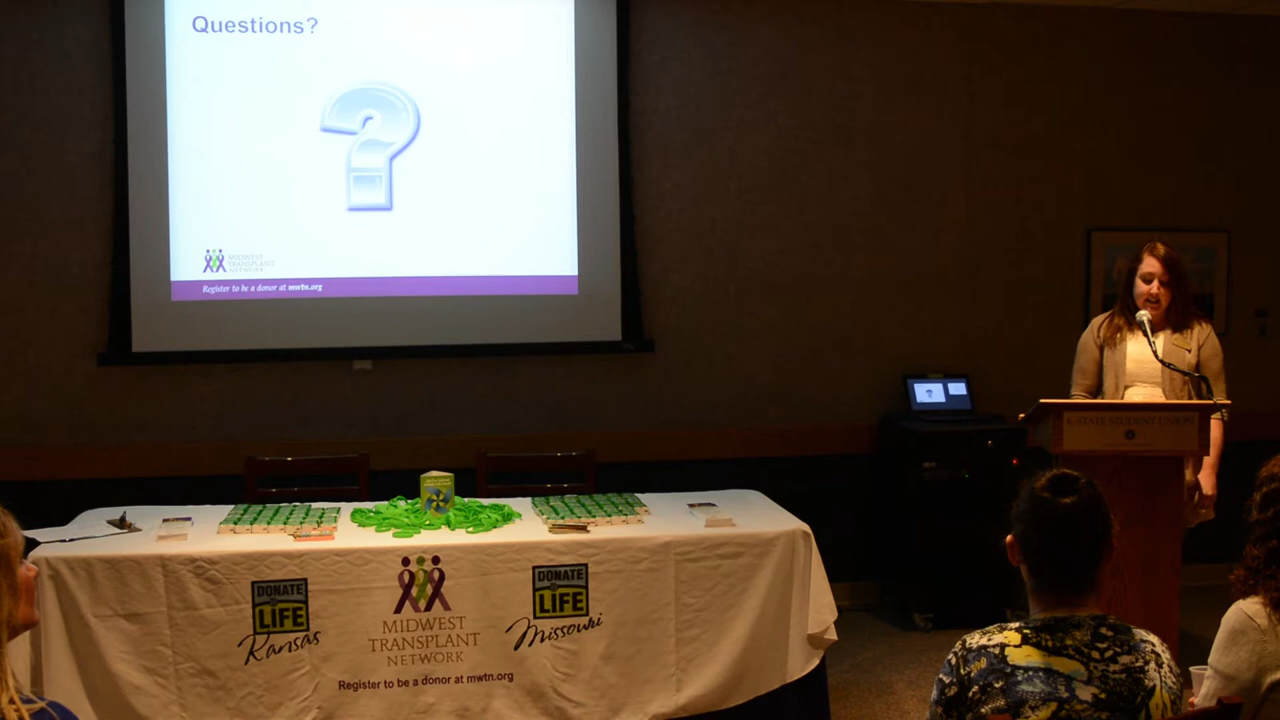 Questions?
?
MIDWEST
TRANSPLANT
NETWORK
Register to be a donor at mwtn.org
K-STATE STUDENT UNION
DONATE
LIFE
Kansas
MIDWEST
TRANSPLANT
NETWORK
DONATE
LIFE
Missouri
Register to be a donor at mwtn.org